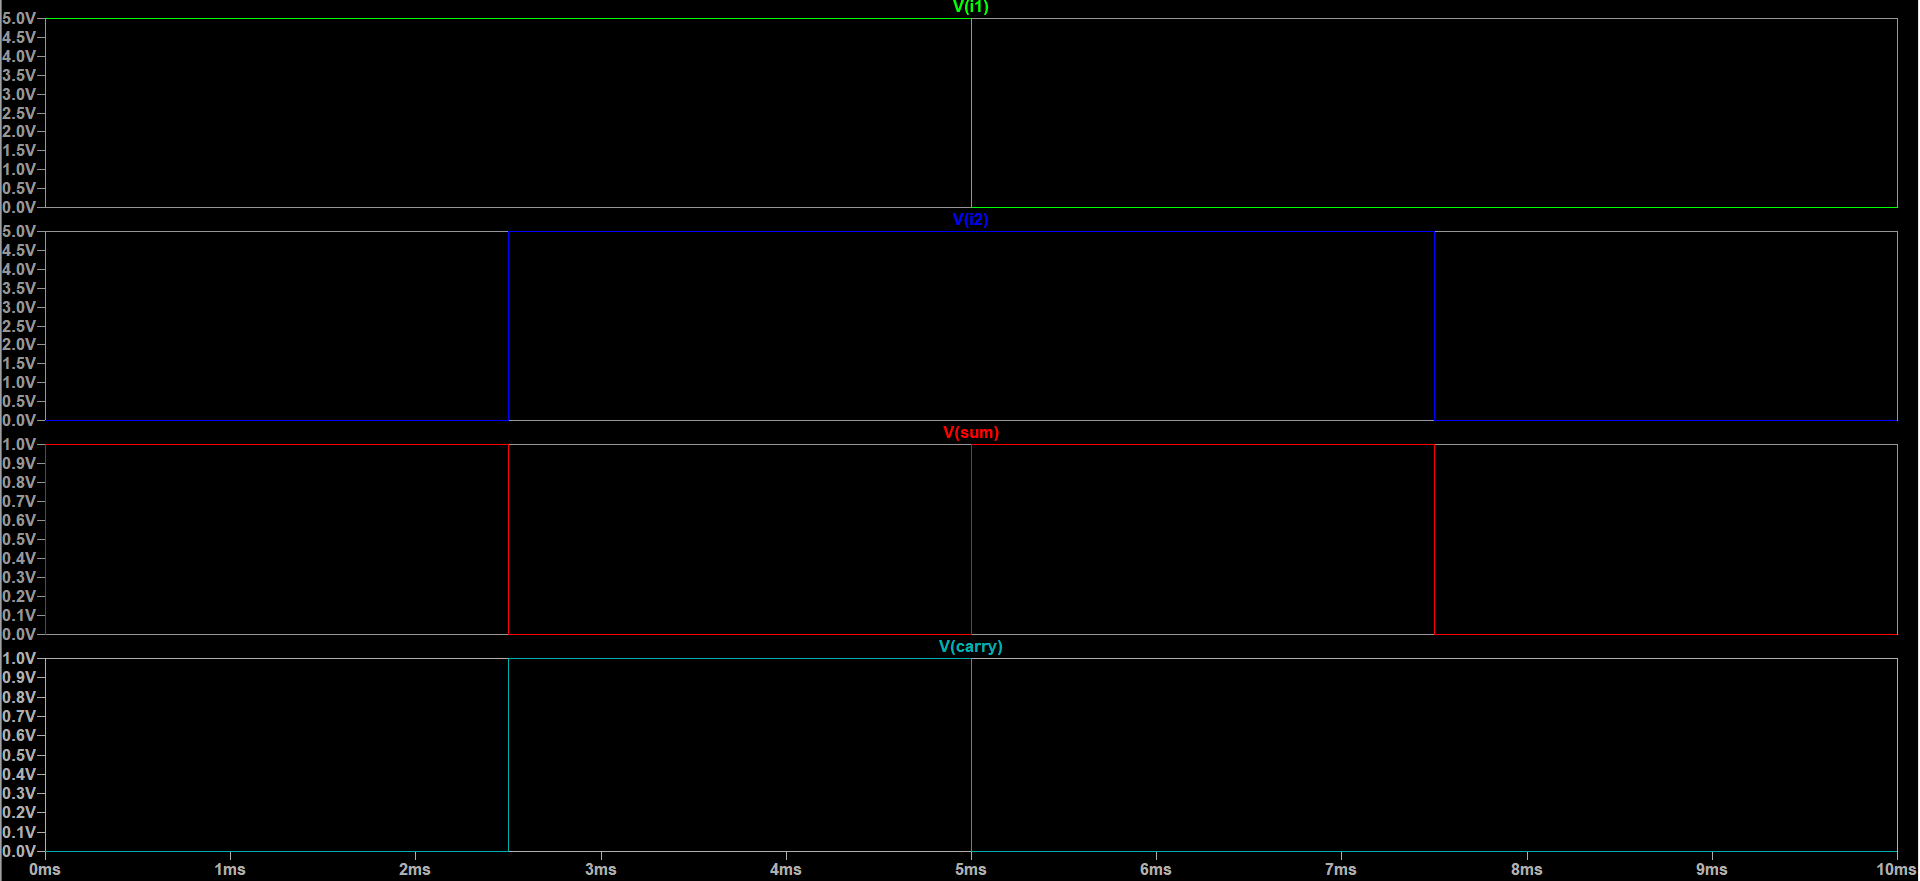 V(i1)
5.0V
4.5V
4.0V
3.5V
3.0V
2.5V
2.0V
1.5V
1.0V
0.5V
0.0V
V(i2)
5.0V
4.5V
4.0V
3.5V
3.0V
2.5V
2.0V
1.5V
1.0V
0.5V
0.0V
V(sum)
1.0V
0.9V
0.8V
0.7V
0.6V
0.5V
0.4V
0.3V
0.2V
0.1V
0.0V
V(carry)
1.0V
0.9V
0.8V
0.7V
0.6V
0.5V
0.4V
0.3V
0.2V
0.1V
0.0V
0ms 1ms 2ms 3ms 4ms 5ms 6ms 7ms 8ms 9ms 10ms